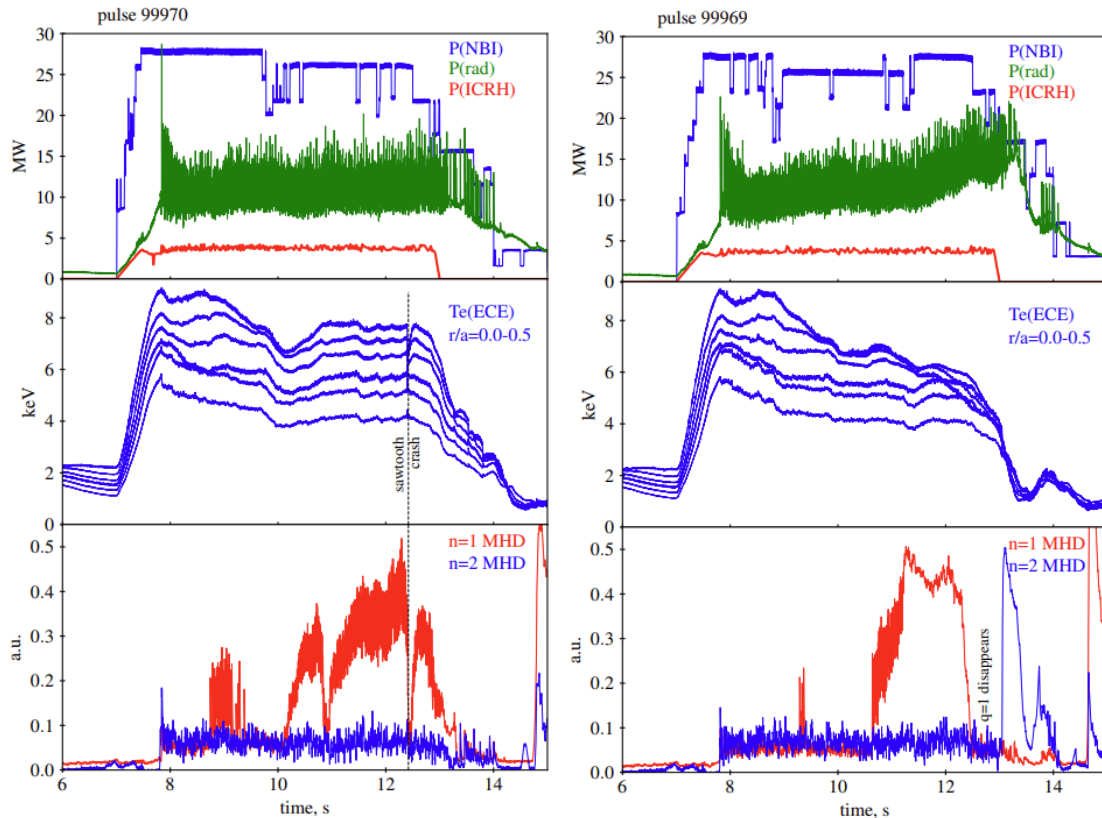 pulse 99970
30
25
20
15
10
5
0
MW
P(NBI)
P(rad)
P(ICRH)
8
6
4
2
0
keV
Te(ECE)
r/a=0.0-0.5
sawtooth
crash
0.5
0.4
0.3
0.2
0.1
0.0
a.u.
n=1 MHD
n=2 MHD
6 8 10 12 14
time, s
pulse 99969
30
25
20
15
10
5
0
MW
P(NBI)
P(rad)
P(ICRH)
8
6
4
2
0
keV
Te(ECE)
r/a=0.0-0.5
0.5
0.4
0.3
0.2
0.1
0.0
a.u.
n=1 MHD
n=2 MHD
q=1 disappears
6 8 10 12 14
time, s